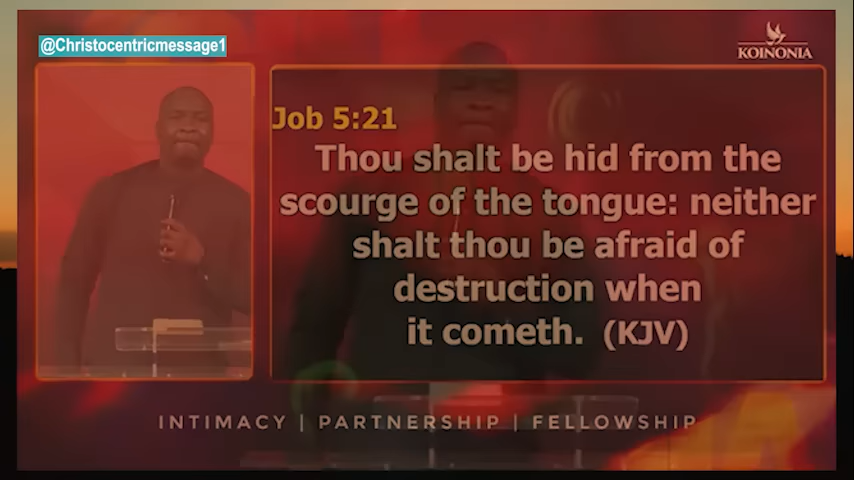 @Christocentricmessage1
KOINONIA
Job 5:21
Thou shalt be hid from the
scourge of the tongue: neither
shalt thou be afraid of
destruction when
it cometh. (KJV)
INTIMACY | PARTNERSHIP | FELLOWSHIP